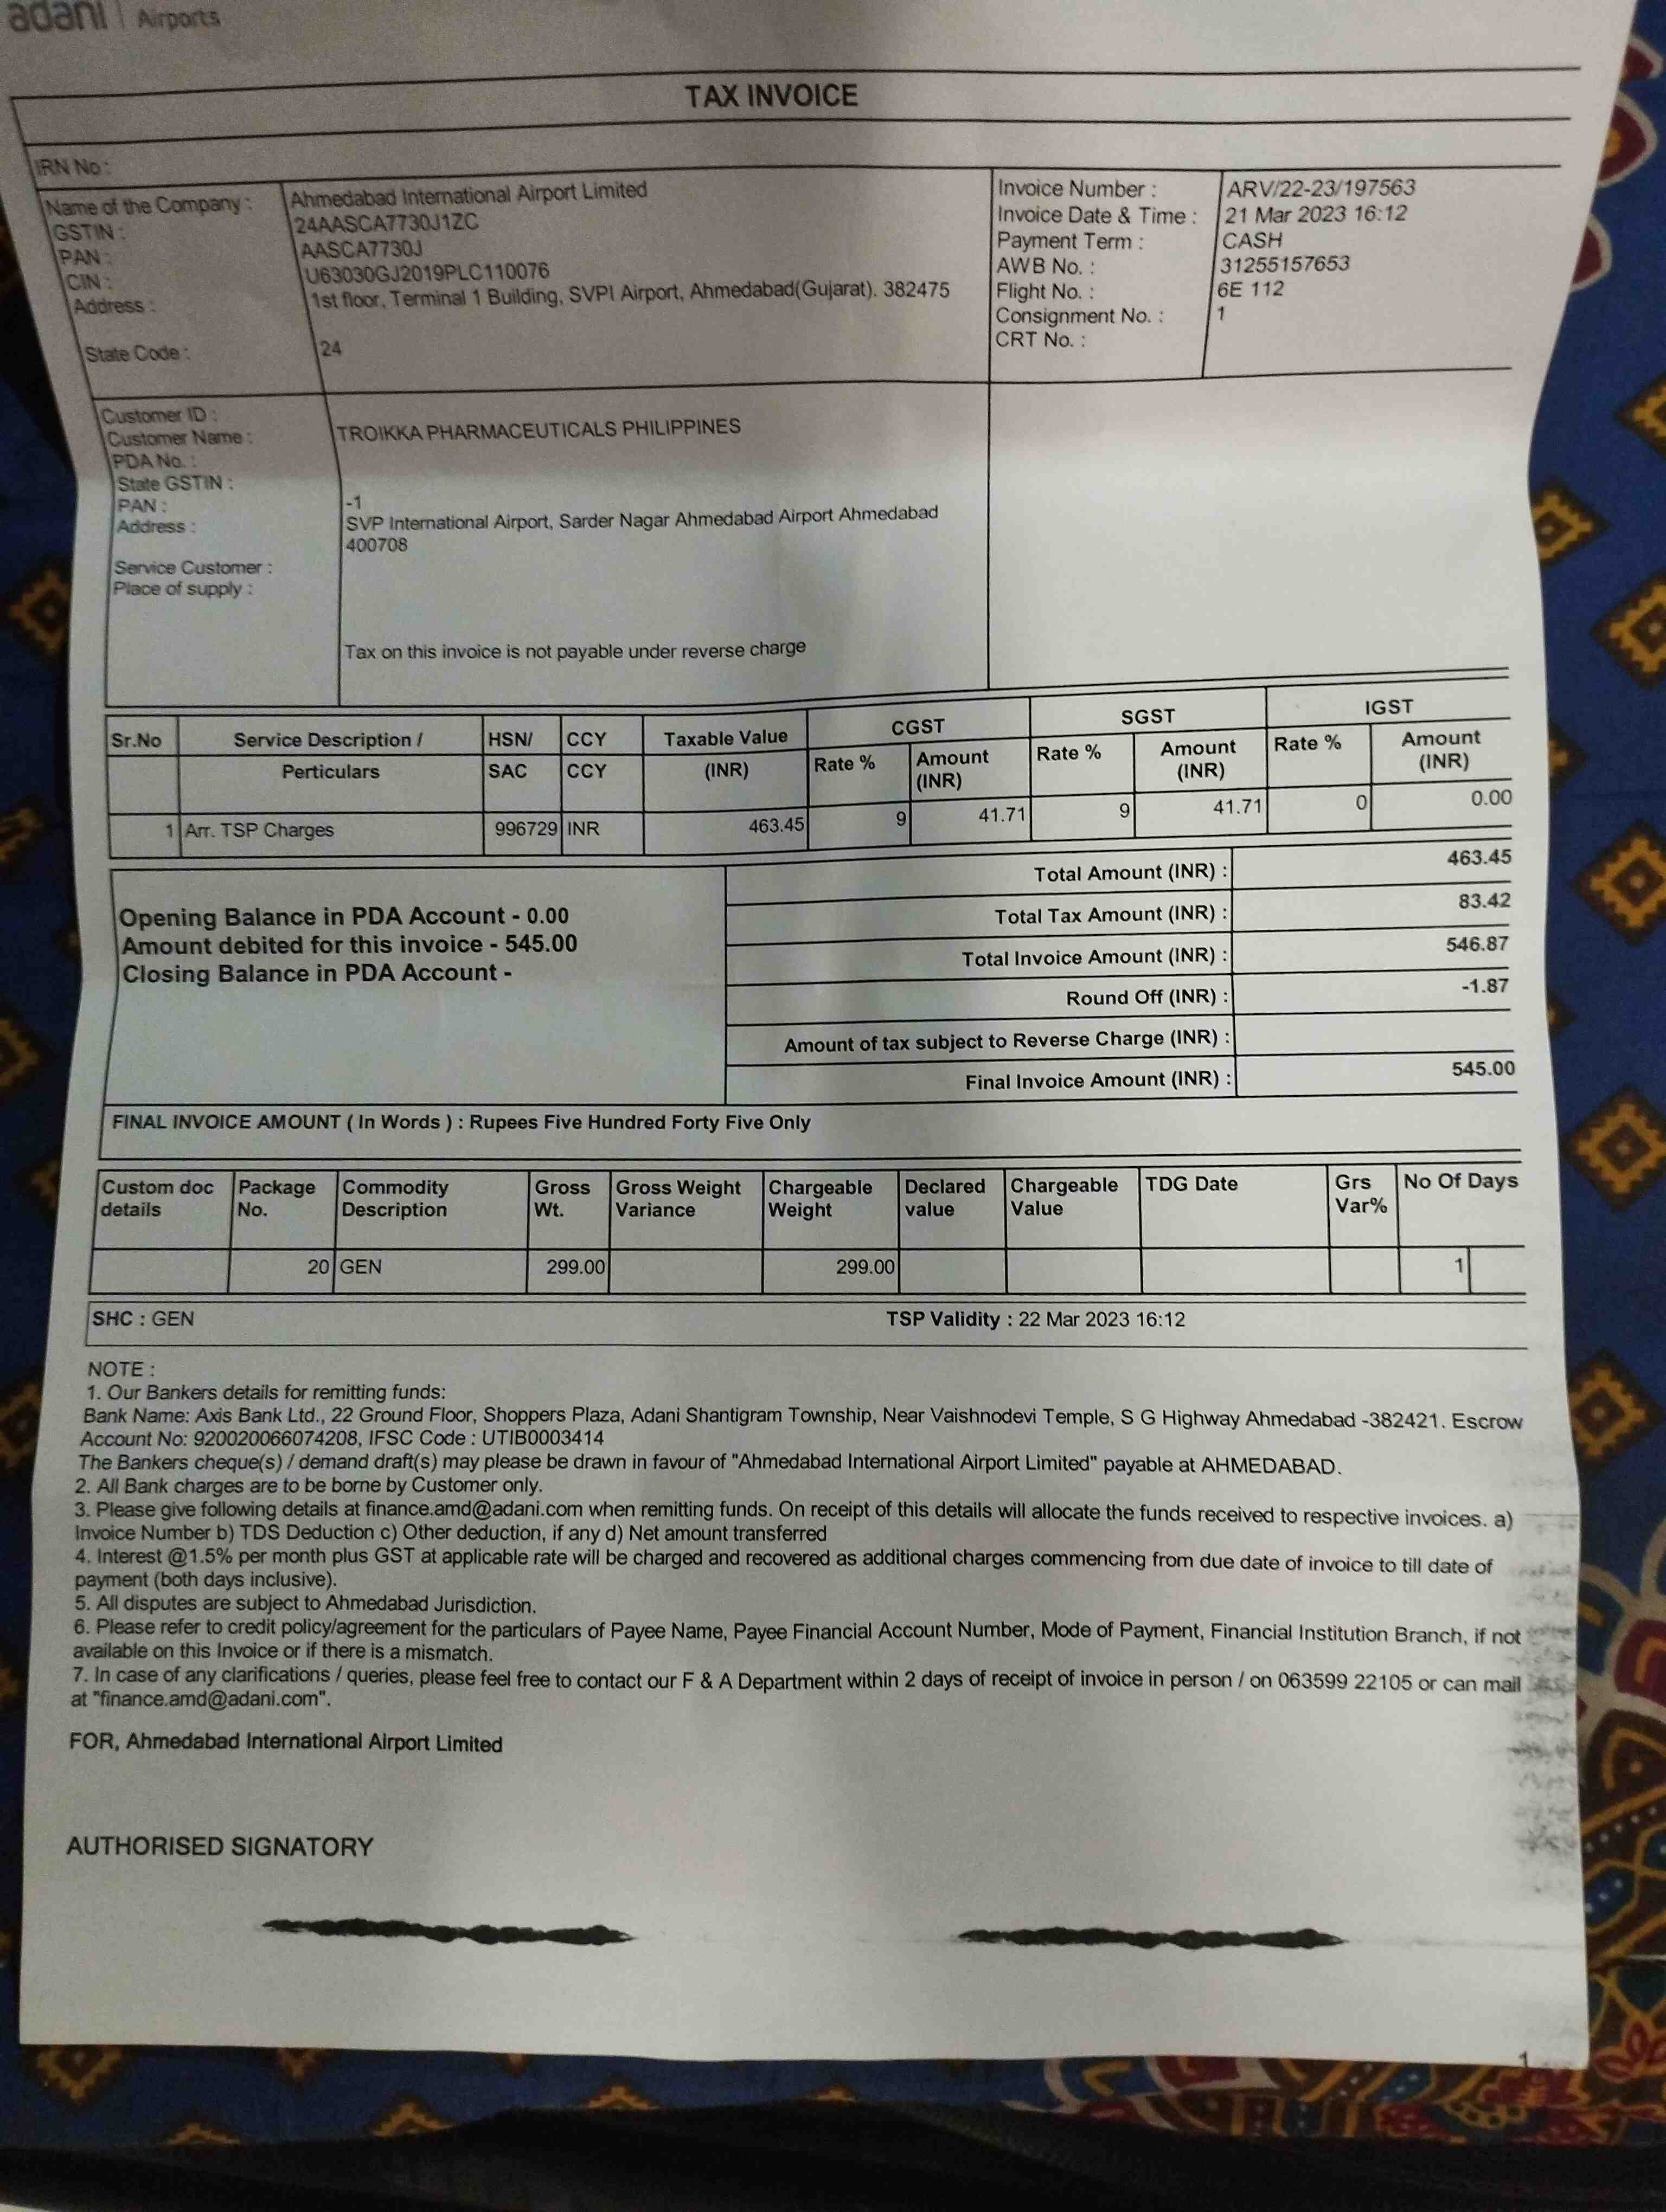 adani | Airports
TAX INVOICE
IRN No :
Name of the Company : Ahmedabad International Airport Limited
GSTIN : 24AASCA7730J1ZC
PAN : AASCA7730J
CIN : U63030GJ2019PLC110076
Address : 1st floor, Terminal 1 Building, SVPI Airport, Ahmedabad(Gujarat). 382475
State Code : 24
Invoice Number : ARV/22-23/197563
Invoice Date & Time : 21 Mar 2023 16:12
Payment Term : CASH
AWB No. : 31255157653
Flight No. : 6E 112
Consignment No. : 1
CRT No. :
Customer ID :
Customer Name : TROIKKA PHARMACEUTICALS PHILIPPINES
PDA No. :
State GSTIN :
PAN : -1
Address : SVP International Airport, Sarder Nagar Ahmedabad Airport Ahmedabad
400708
Service Customer :
Place of supply :
Tax on this invoice is not payable under reverse charge
Sr.No Service Description / HSN/ CCY Taxable Value CGST SGST IGST
Perticulars SAC CCY (INR) Rate % Amount (INR) Rate % Amount (INR) Rate % Amount (INR)
1 Arr. TSP Charges 996729 INR 463.45 9 41.71 9 41.71 0 0.00
Opening Balance in PDA Account - 0.00
Amount debited for this invoice - 545.00
Closing Balance in PDA Account -
Total Amount (INR) : 463.45
Total Tax Amount (INR) : 83.42
Total Invoice Amount (INR) : 546.87
Round Off (INR) : -1.87
Amount of tax subject to Reverse Charge (INR) :
Final Invoice Amount (INR) : 545.00
FINAL INVOICE AMOUNT ( In Words ) : Rupees Five Hundred Forty Five Only
Custom doc Package Commodity Gross Gross Weight Chargeable Declared Chargeable TDG Date Grs No Of Days
details No. Description Wt. Variance Weight value Value Var%
20 GEN 299.00 299.00 1
SHC : GEN TSP Validity : 22 Mar 2023 16:12
NOTE :
1. Our Bankers details for remitting funds:
Bank Name: Axis Bank Ltd., 22 Ground Floor, Shoppers Plaza, Adani Shantigram Township, Near Vaishnodevi Temple, S G Highway Ahmedabad -382421. Escrow
Account No: 920020066074208, IFSC Code : UTIB0003414
The Bankers cheque(s) / demand draft(s) may please be drawn in favour of "Ahmedabad International Airport Limited" payable at AHMEDABAD.
2. All Bank charges are to be borne by Customer only.
3. Please give following details at finance.amd@adani.com when remitting funds. On receipt of this details will allocate the funds received to respective invoices. a)
Invoice Number b) TDS Deduction c) Other deduction, if any d) Net amount transferred
4. Interest @1.5% per month plus GST at applicable rate will be charged and recovered as additional charges commencing from due date of invoice to till date of
payment (both days inclusive).
5. All disputes are subject to Ahmedabad Jurisdiction.
6. Please refer to credit policy/agreement for the particulars of Payee Name, Payee Financial Account Number, Mode of Payment, Financial Institution Branch, if not
available on this Invoice or if there is a mismatch.
7. In case of any clarifications / queries, please feel free to contact our F & A Department within 2 days of receipt of invoice in person / on 063599 22105 or can mail
at "finance.amd@adani.com".
FOR, Ahmedabad International Airport Limited
AUTHORISED SIGNATORY
1